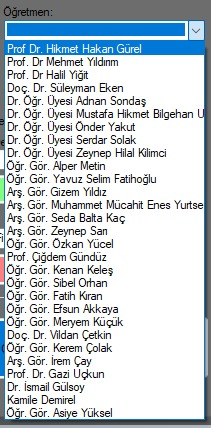 Öğretmen:
Prof Dr. Hikmet Hakan Gürel
Prof. Dr Mehmet Yıldırım
Prof Dr Halil Yiğit
Doç. Dr. Süleyman Eken
Dr. Öğr. Üyesi Adnan Sondaş
Dr. Öğr. Üyesi Mustafa Hikmet Bilgehan U
Dr. Öğr. Üyesi Önder Yakut
Dr. Öğr. Üyesi Serdar Solak
Dr. Öğr. Üyesi Zeynep Hilal Kilimci
Öğr. Gör. Alper Metin
Öğr. Gör. Yavuz Selim Fatihoğlu
Arş. Gör. Gizem Yıldız
Arş. Gör. Muhammet Mücahit Enes Yurtse
Arş. Gör. Seda Balta Kaç
Arş. Gör. Zeynep Sarı
Öğr. Gör. Özkan Yücel
Prof. Çiğdem Gündüz
Öğr. Gör. Kenan Keleş
Öğr. Gör. Sibel Orhan
Öğr. Gör. Fatih Kıran
Öğr. Gör. Efsun Akkaya
Öğr. Gör. Meryem Küçük
Doç. Dr. Vildan Çetkin
Öğr. Gör. Kerem Çolak
Arş. Gör. İrem Çay
Prof. Dr. Gazi Uçkun
Dr. İsmail Gülsoy
Kamile Demirel
Öğr. Gör. Asiye Yüksel